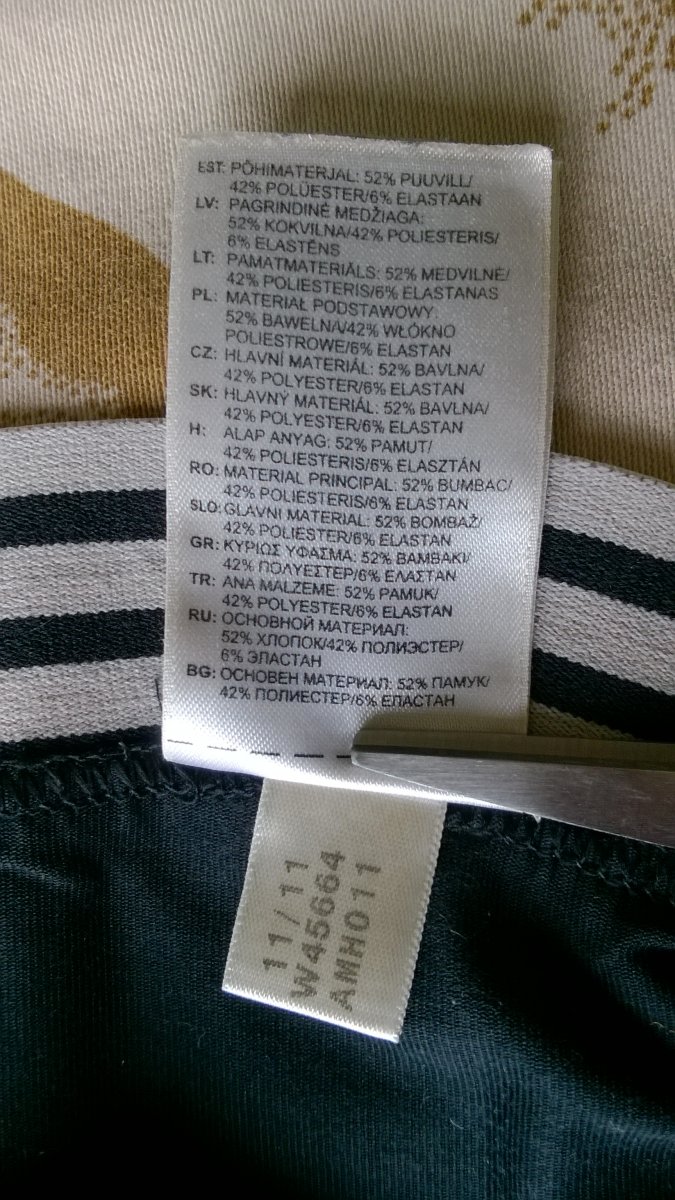 EST: PÕHIMATERJAL: 52% PUUVILL/
42% POLÜESTER/6% ELASTAAN
LV: PAGRINDINĖ MEDŽIAGA:
52% KOKVILNA/42% POLIESTERIS/
6% ELASTĒNS
LT: PAMATMATERIĀLS: 52% MEDVILNĖ/
42% POLIESTERIS/6% ELASTANAS
PL: MATERIAŁ PODSTAWOWY:
52% BAWEŁNA/42% WŁÓKNO
POLIESTROWE/6% ELASTAN
CZ: HLAVNÍ MATERIÁL: 52% BAVLNA/
42% POLYESTER/6% ELASTAN
SK: HLAVNÝ MATERIÁL: 52% BAVLNA/
42% POLYESTER/6% ELASTAN
H: ALAP ANYAG: 52% PAMUT/
42% POLIESTERIS/6% ELASZTÁN
RO: MATERIAL PRINCIPAL: 52% BUMBAC/
42% POLIESTERIS/6% ELASTAN
SLO: GLAVNI MATERIAL: 52% BOMBAŽ/
42% POLIESTER/6% ELASTAN
GR: ΚΥΡΙΩΣ ΥΦΑΣΜΑ: 52% ΒΑΜΒΑΚΙ/
42% ΠΟΛΥΕΣΤΕΡ/6% ΕΛΑΣΤΑΝ
TR: ANA MALZEME: 52% PAMUK/
42% POLYESTER/6% ELASTAN
RU: ОСНОВНОЙ МАТЕРИАЛ:
52% ХЛОПОК/42% ПОЛИЭСТЕР/
6% ЭЛАСТАН
BG: ОСНОВЕН МАТЕРИАЛ: 52% ПАМУК/
42% ПОЛИЕСТЕР/6% ЕЛАСТАН
11/11
W45664
AMH011